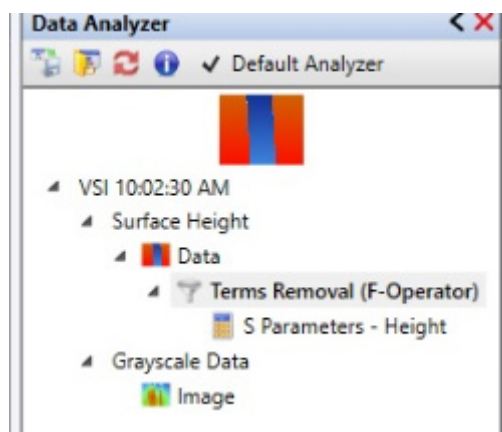 Data Analyzer
✓ Default Analyzer
VSI 10:02:30 AM
Surface Height
Data
Terms Removal (F-Operator)
S Parameters - Height
Grayscale Data
Image